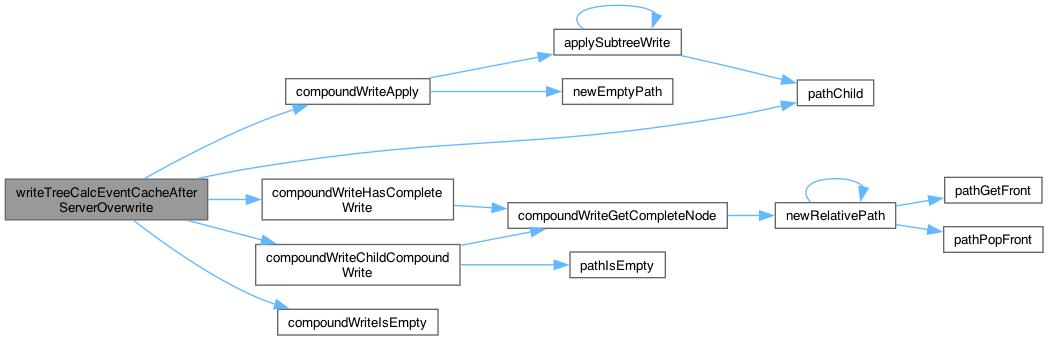 writeTreeCalcEventCacheAfter
ServerOverwrite
compoundWriteApply
applySubtreeWrite
newEmptyPath
pathChild
compoundWriteHasComplete
Write
compoundWriteGetCompleteNode
newRelativePath
pathGetFront
pathPopFront
compoundWriteChildCompound
Write
pathIsEmpty
compoundWriteIsEmpty